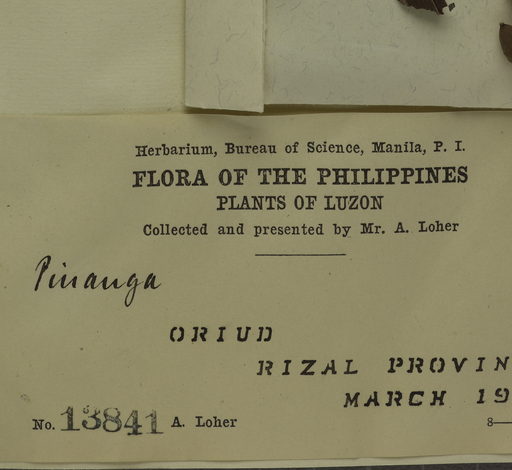 Herbarium, Bureau of Science, Manila, P. I.
FLORA OF THE PHILIPPINES
PLANTS OF LUZON
Collected and presented by Mr. A. Loher
Pinanga
ORIUD
RIZAL PROVIN
MARCH 19
No. 13841 A. Loher
8—